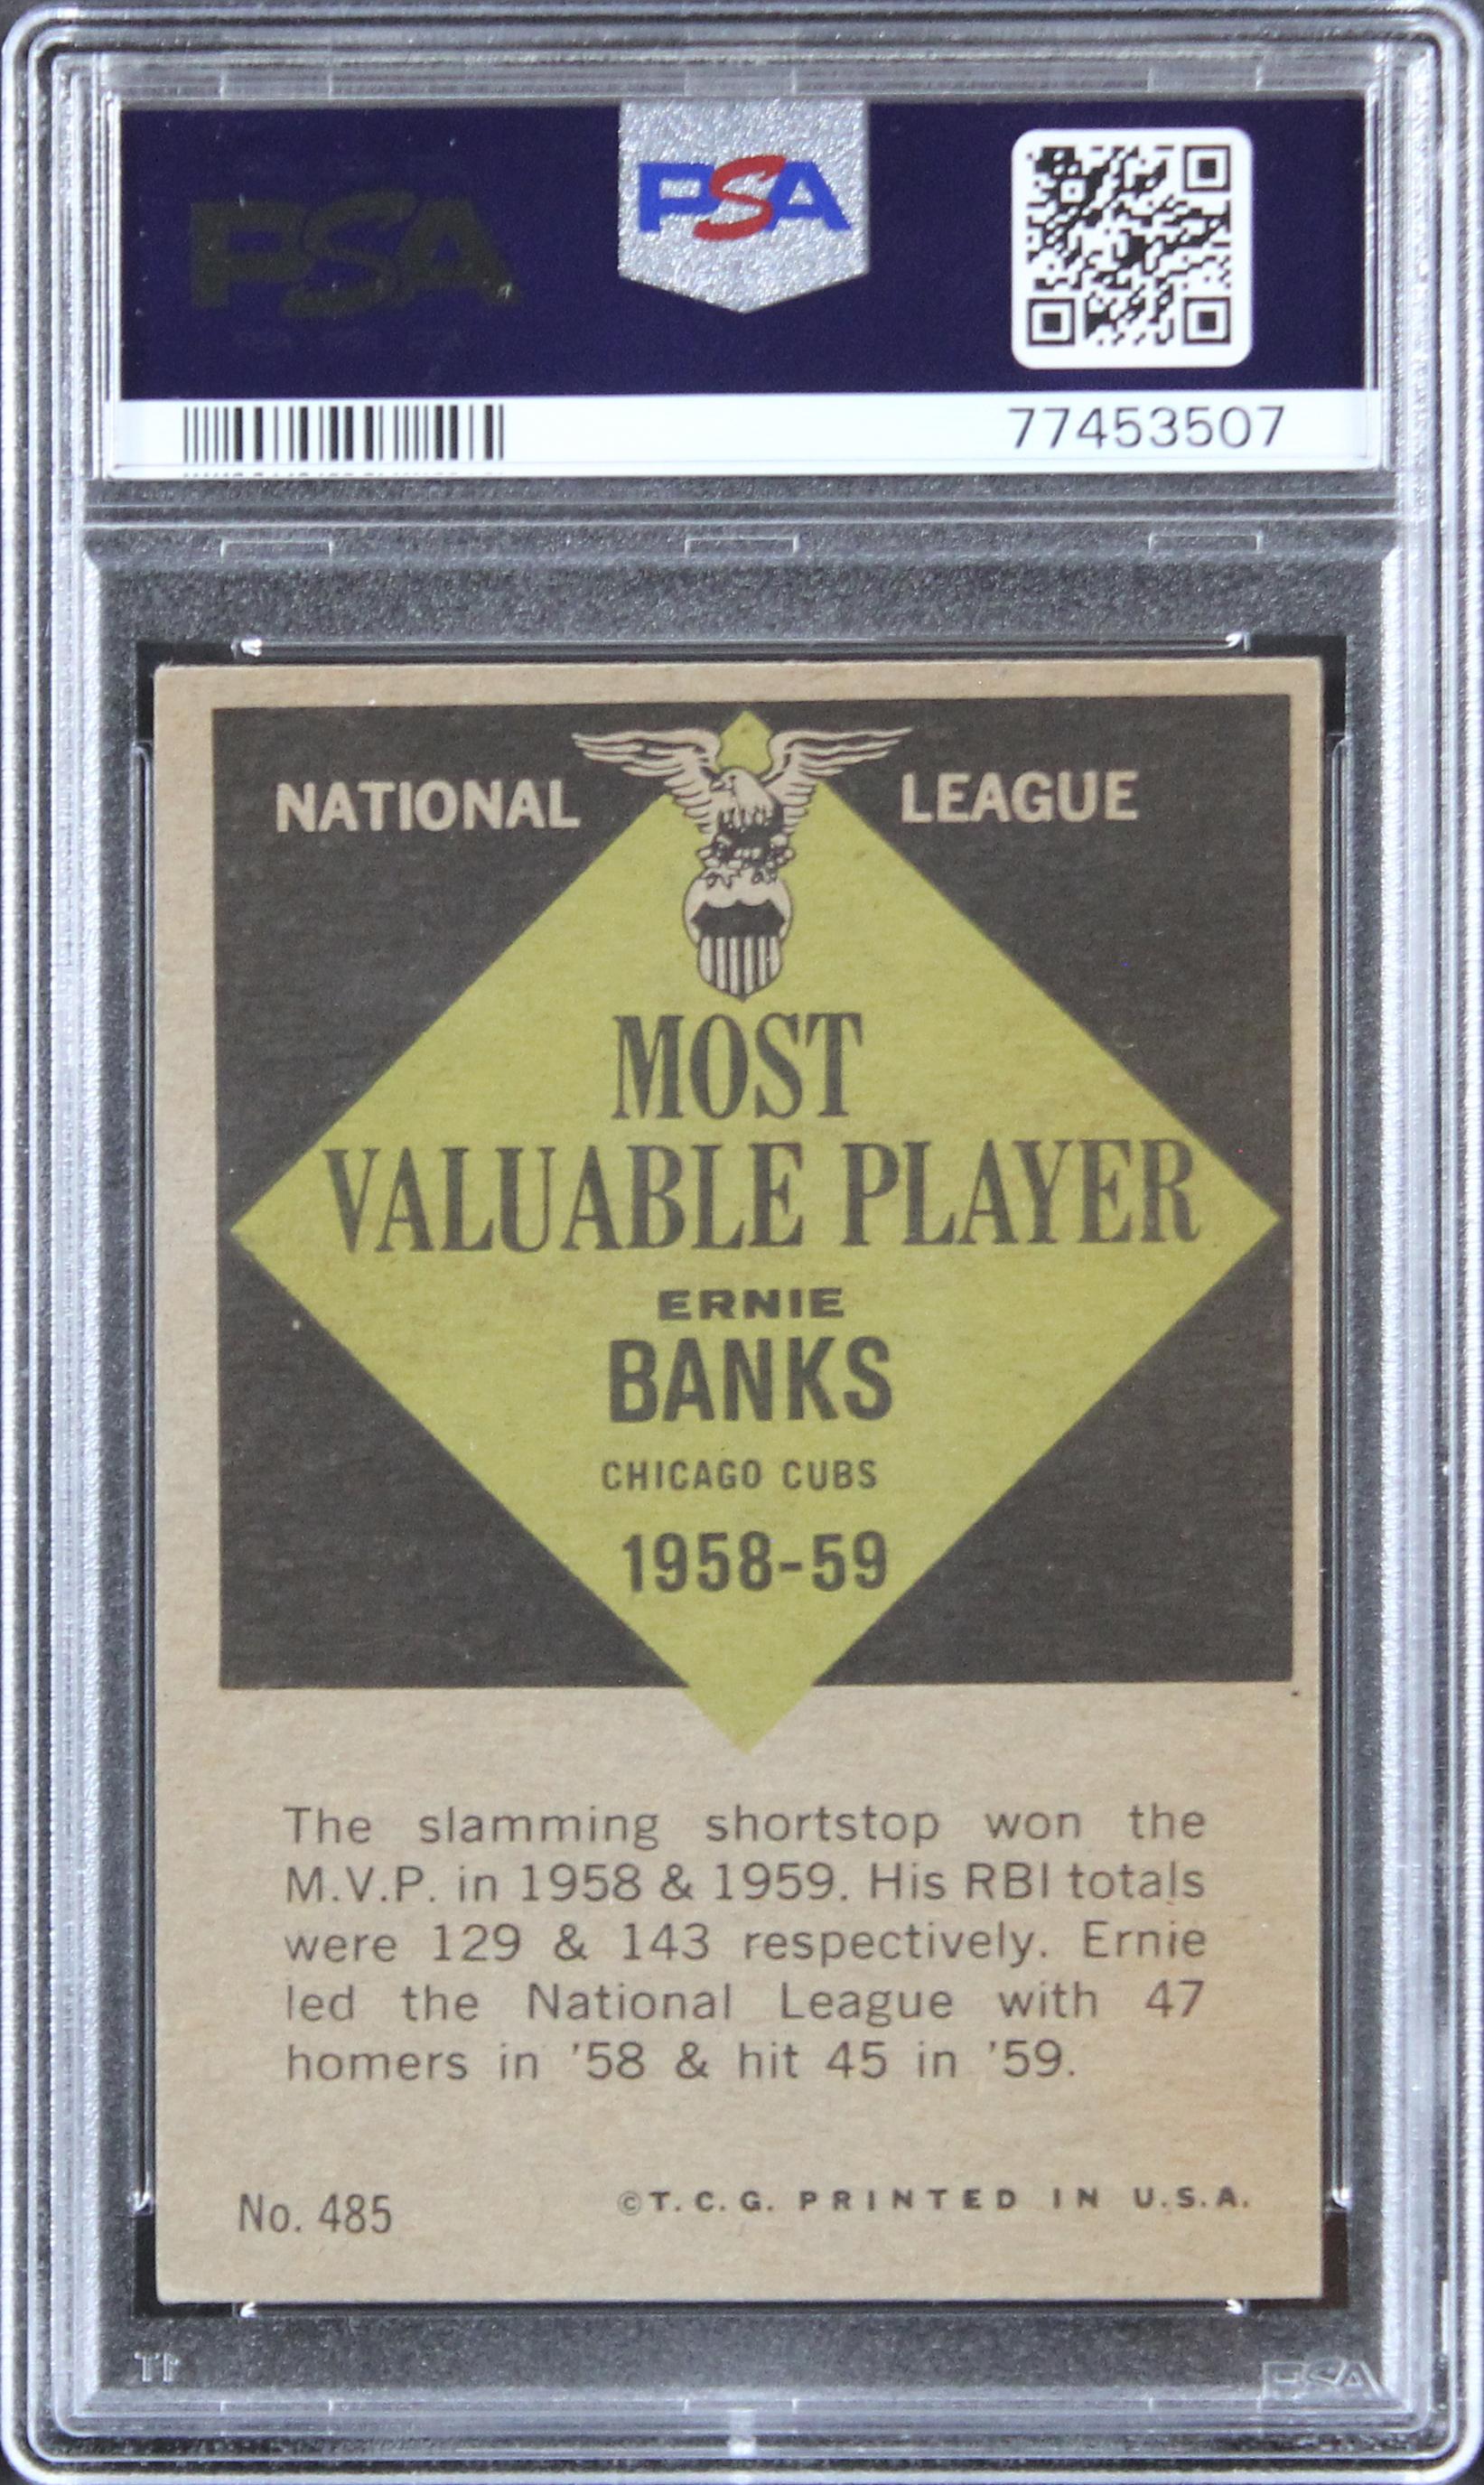 PSA
PSA
77453507
NATIONAL LEAGUE
MOST
VALUABLE PLAYER
ERNIE
BANKS
CHICAGO CUBS
1958-59
The slamming shortstop won the
M.V.P. in 1958 & 1959. His RBI totals
were 129 & 143 respectively. Ernie
led the National League with 47
homers in '58 & hit 45 in '59.
No. 485
©T.C.G. PRINTED IN U.S.A.
PSA